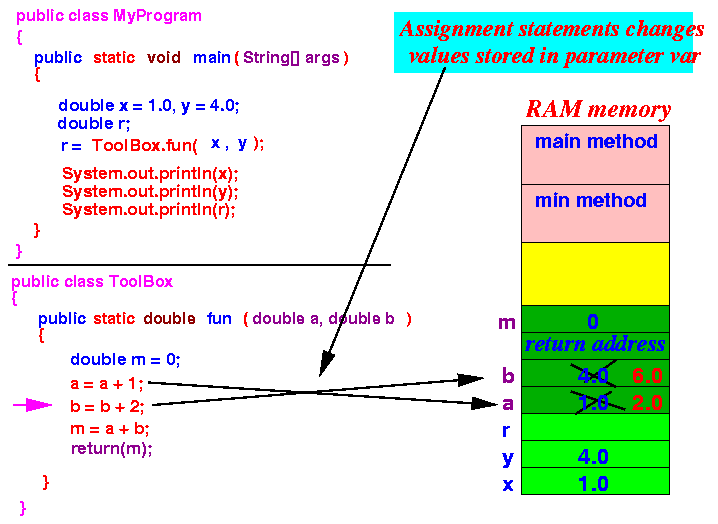 public class MyProgram
{
public static void main ( String[] args )
{
double x = 1.0, y = 4.0;
double r;
r = ToolBox.fun( x , y );
System.out.println(x);
System.out.println(y);
System.out.println(r);
}
}
public class ToolBox
{
public static double fun ( double a, double b )
{
double m = 0;
a = a + 1;
b = b + 2;
m = a + b;
return(m);
}
}
Assignment statements changes
values stored in parameter var
RAM memory
main method
min method
m 0
return address
b 4.0 6.0
a 1.0 2.0
r
y 4.0
x 1.0